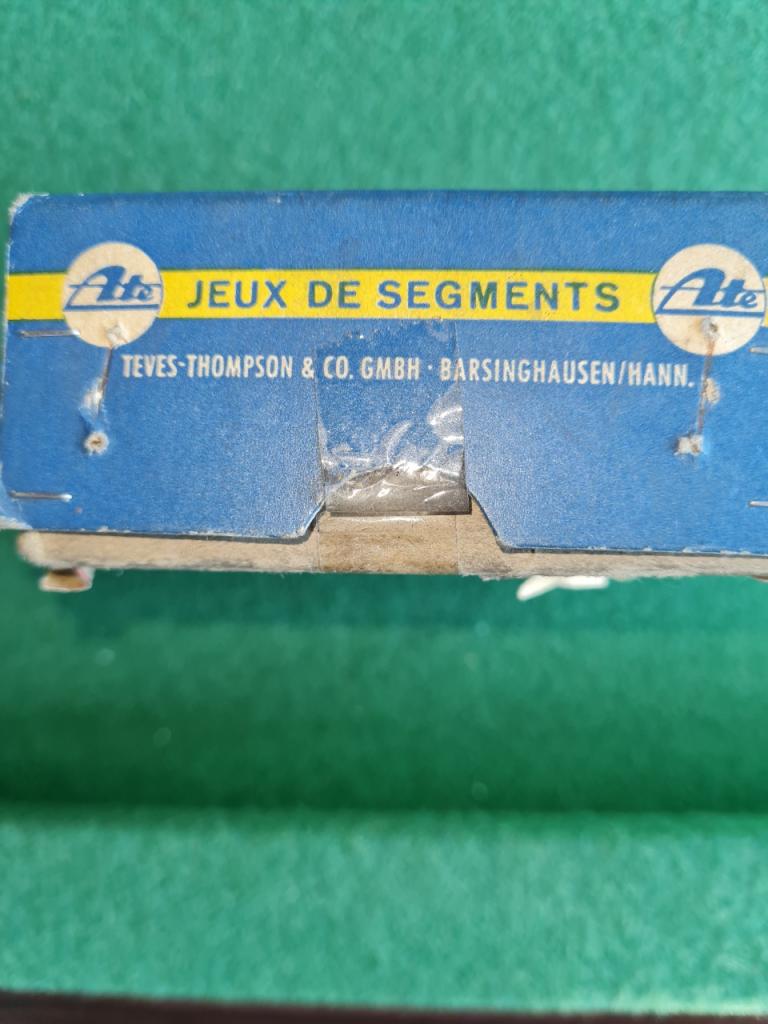 Ate JEUX DE SEGMENTS Ate
TEVES-THOMPSON & CO. GMBH · BARSINGHAUSEN/HANN.